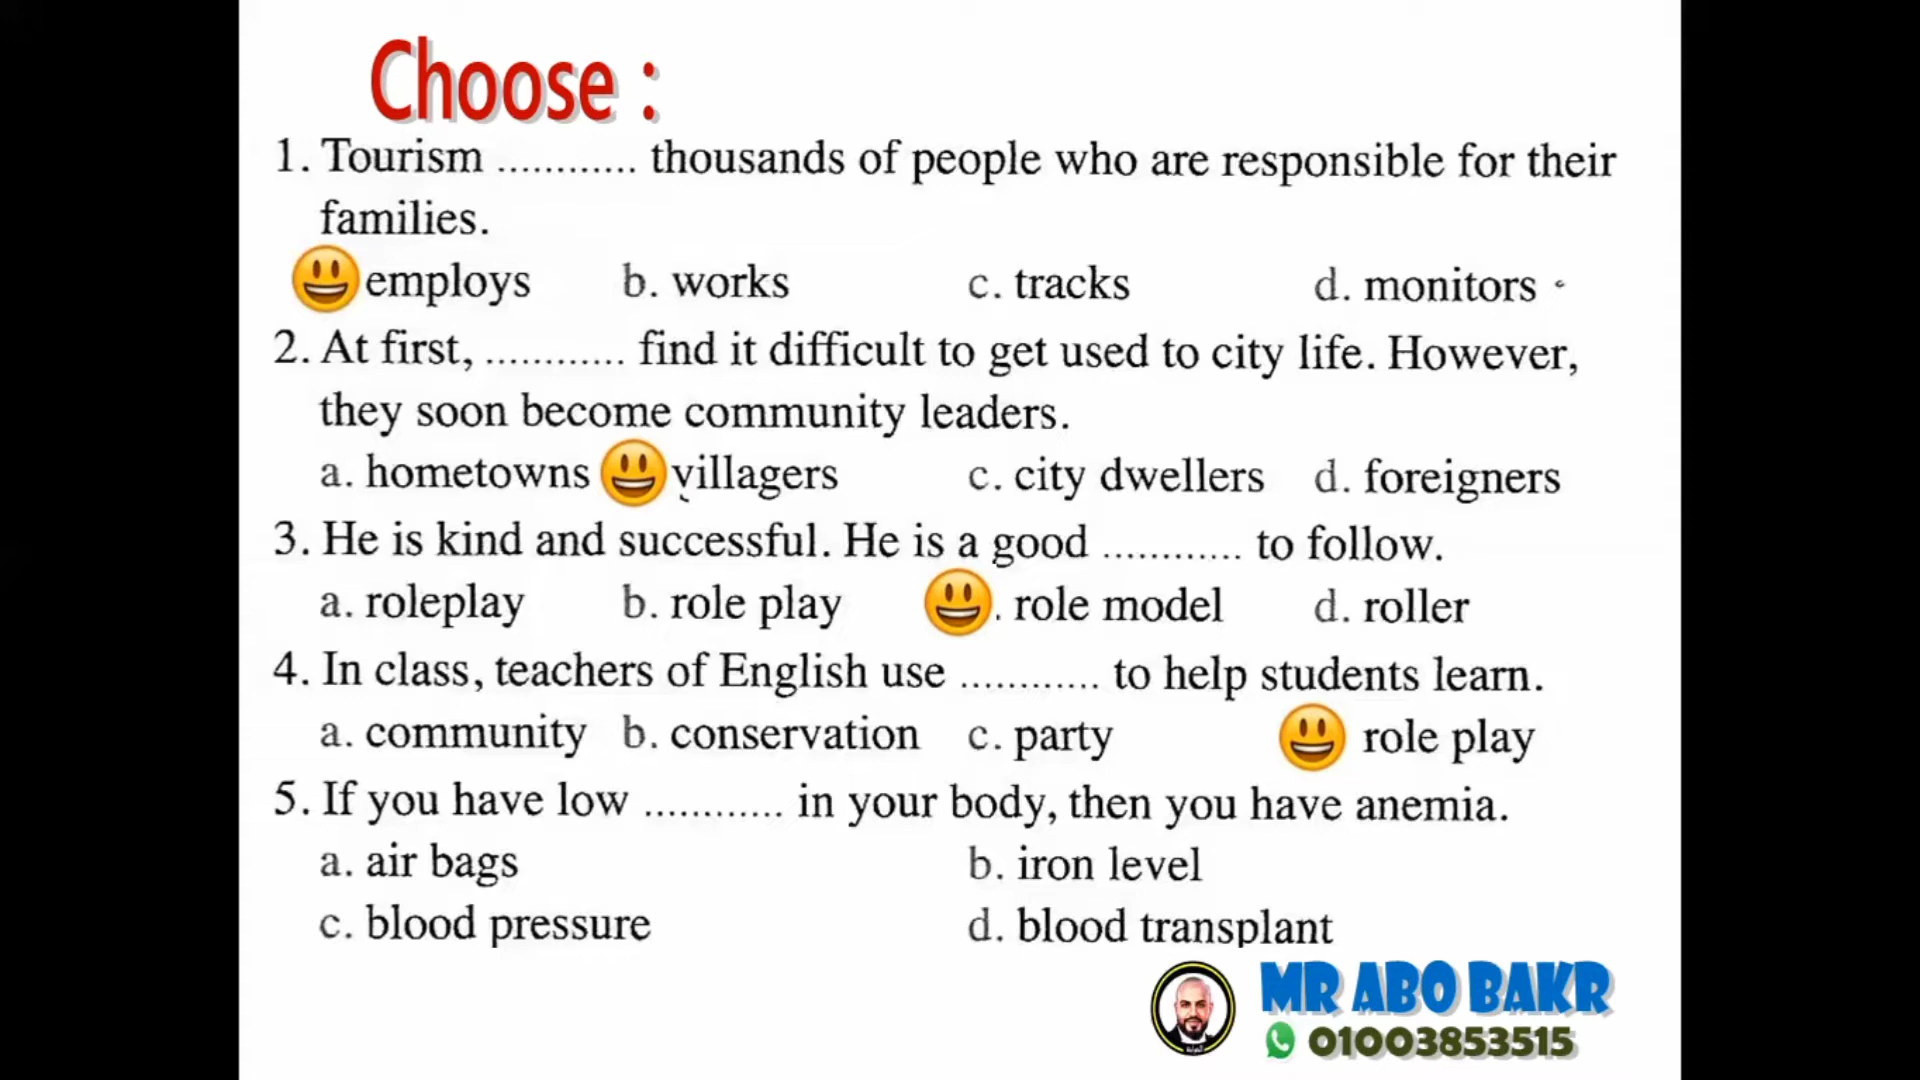 Choose :
1. Tourism ............ thousands of people who are responsible for their
families.
employs b. works c. tracks d. monitors
2. At first, ............ find it difficult to get used to city life. However,
they soon become community leaders.
a. hometowns villagers c. city dwellers d. foreigners
3. He is kind and successful. He is a good ............ to follow.
a. roleplay b. role play . role model d. roller
4. In class, teachers of English use ............ to help students learn.
a. community b. conservation c. party role play
5. If you have low ............ in your body, then you have anemia.
a. air bags b. iron level
c. blood pressure d. blood transplant
MR ABO BAKR
01003853515